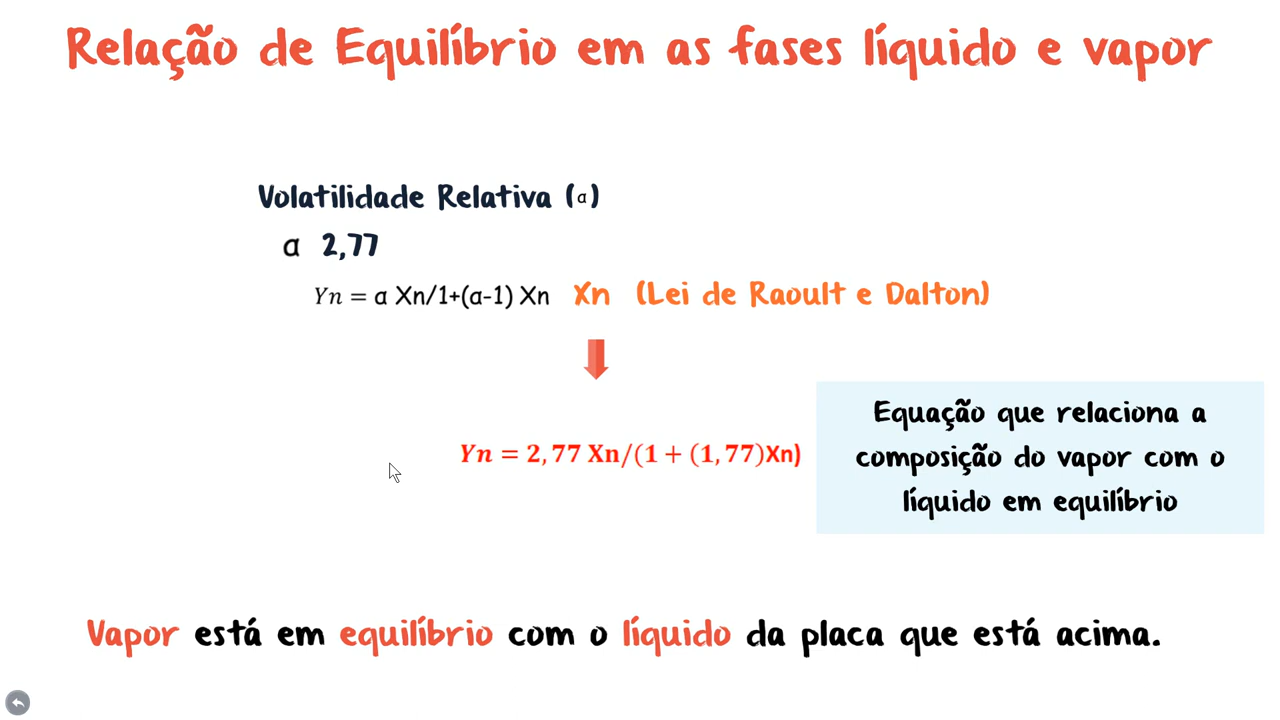 Relação de Equilíbrio em as fases líquido e vapor
Volatilidade Relativa (α)
α 2,77
Yn = α Xn/1+(α-1) Xn Xn (Lei de Raoult e Dalton)
Yn = 2,77 Xn/(1 + (1,77)Xn)
Equação que relaciona a
composição do vapor com o
líquido em equilíbrio
Vapor está em equilíbrio com o líquido da placa que está acima.